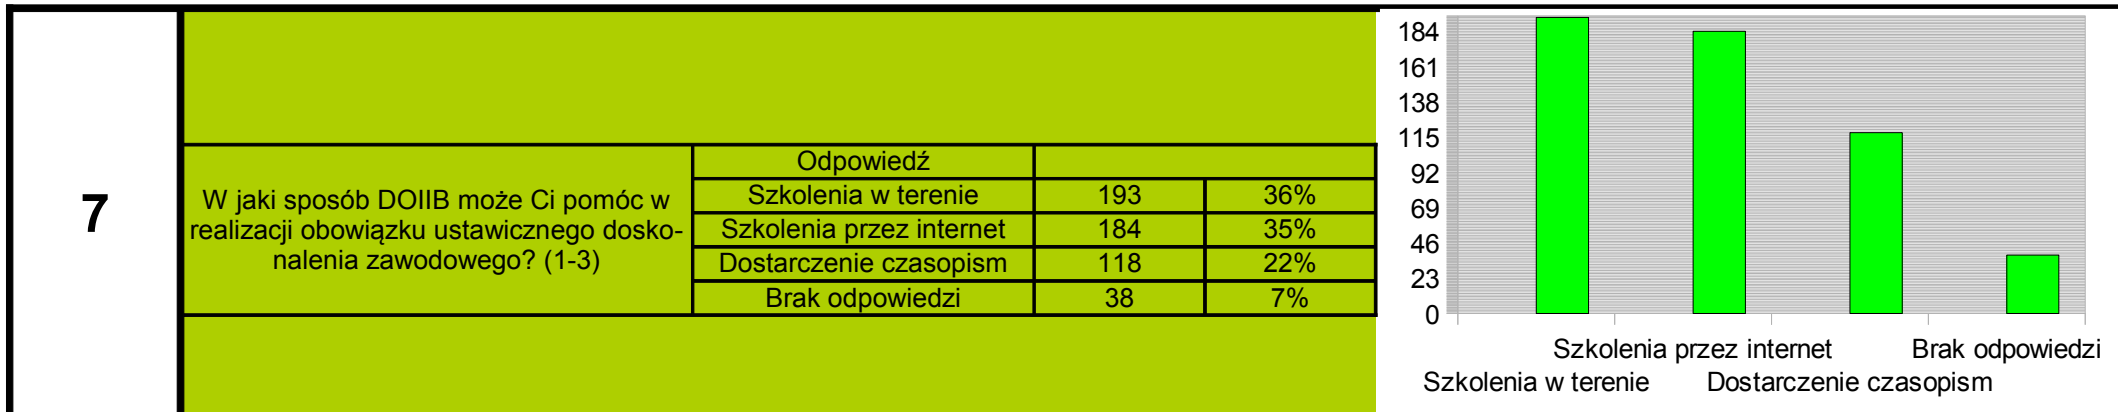 7
W jaki sposób DOIIB może Ci pomóc w
realizacji obowiązku ustawicznego dosko-
nalenia zawodowego? (1-3)
Odpowiedź
Szkolenia w terenie 193 36%
Szkolenia przez internet 184 35%
Dostarczenie czasopism 118 22%
Brak odpowiedzi 38 7%
184
161
138
115
92
69
46
23
0
Szkolenia przez internet Brak odpowiedzi
Szkolenia w terenie Dostarczenie czasopism